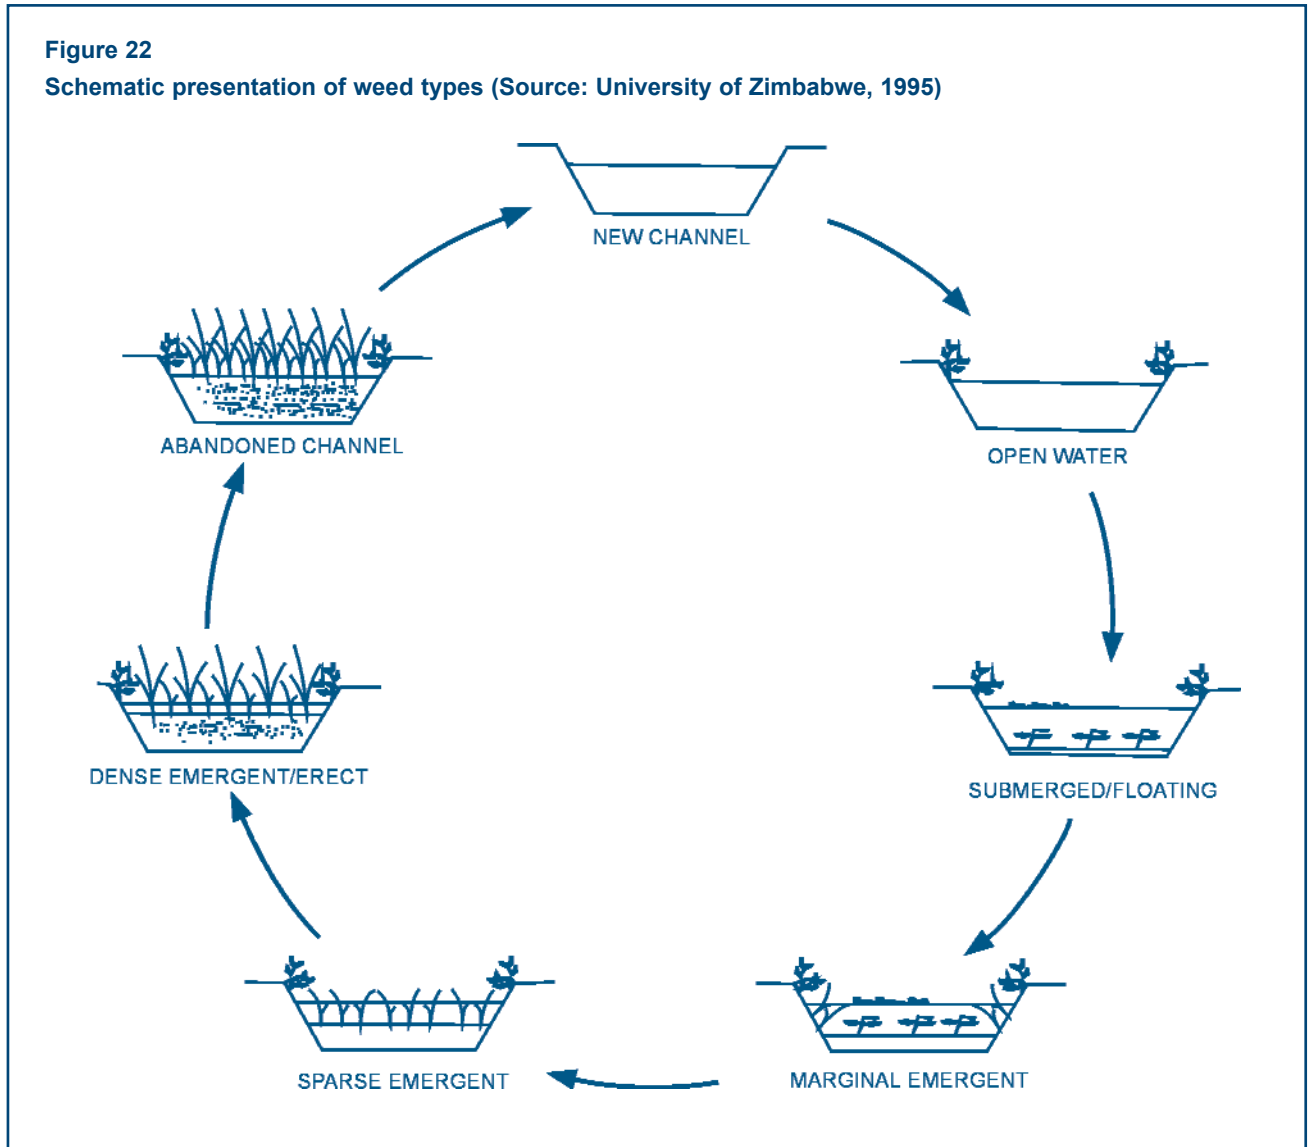 Figure 22
Schematic presentation of weed types (Source: University of Zimbabwe, 1995)
NEW CHANNEL
OPEN WATER
SUBMERGED/FLOATING
MARGINAL EMERGENT
SPARSE EMERGENT
DENSE EMERGENT/ERECT
ABANDONED CHANNEL